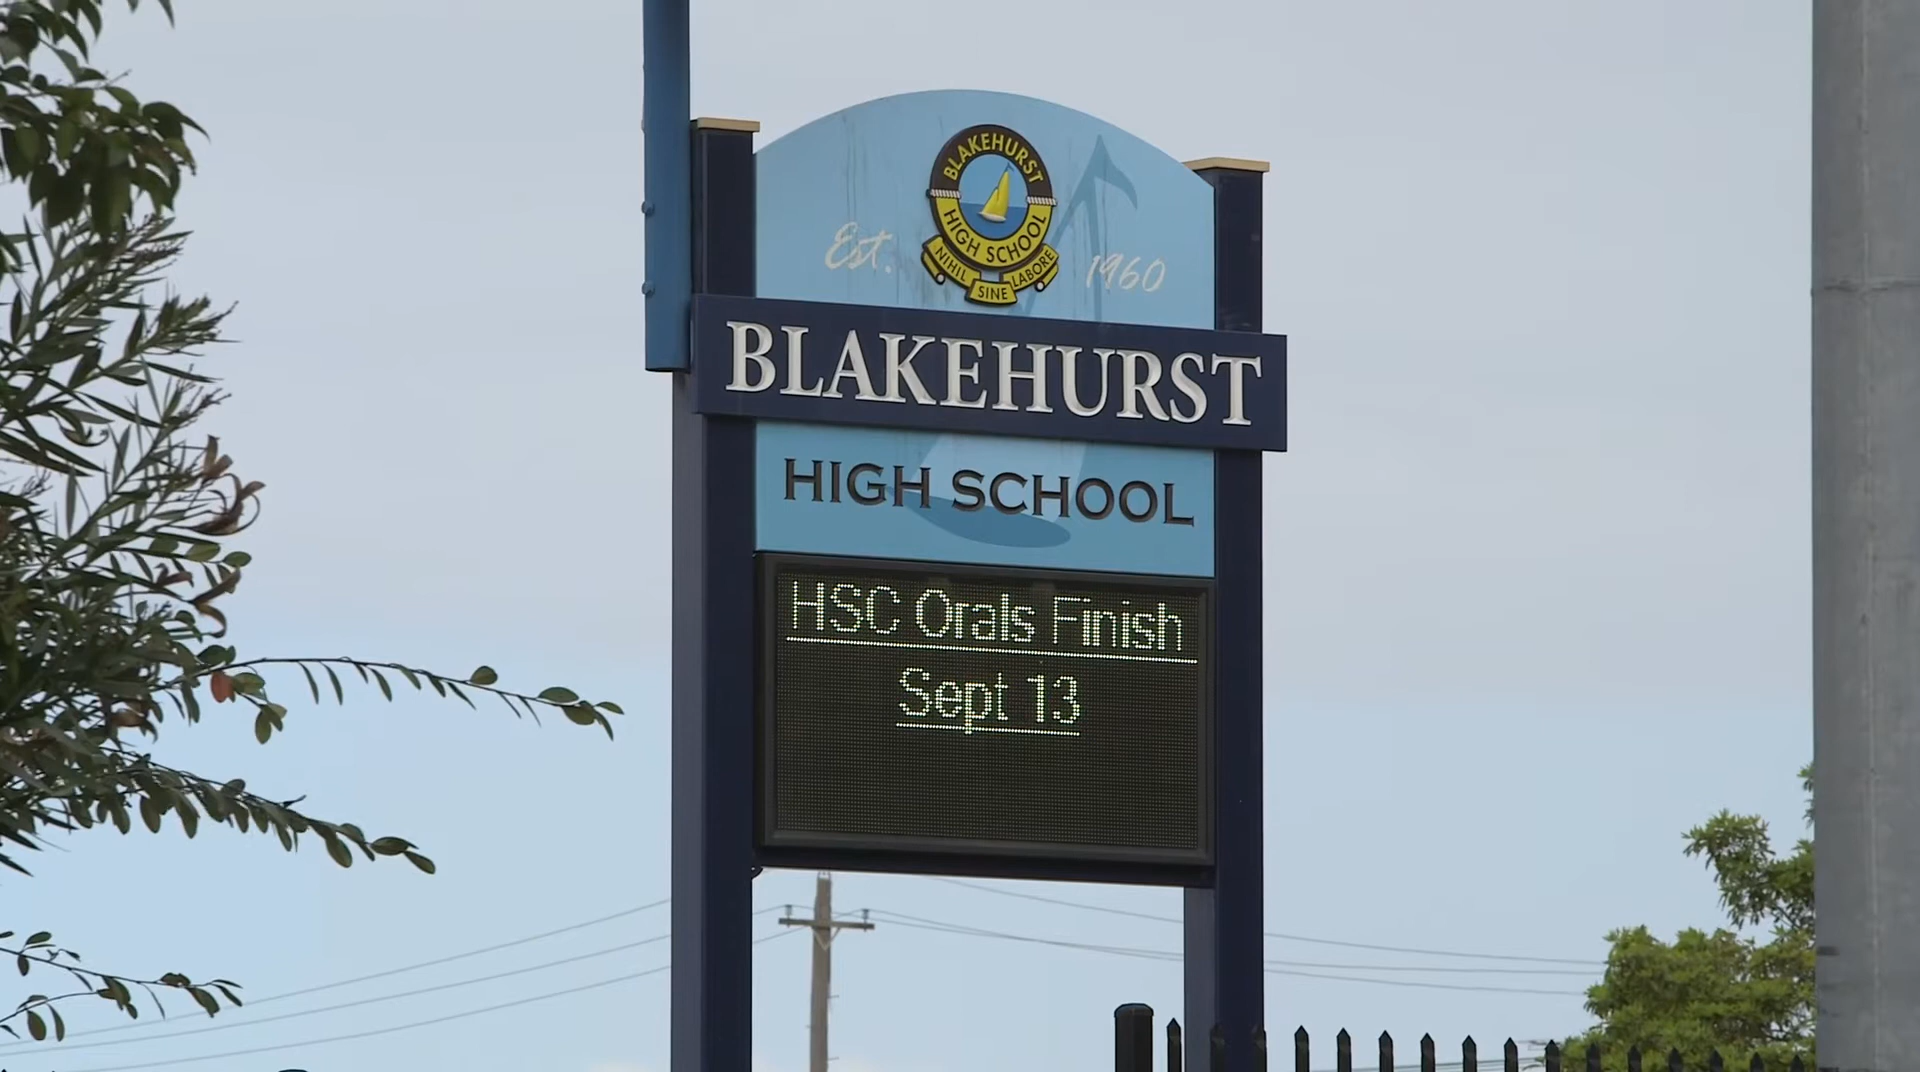 BLAKEHURST
HIGH SCHOOL
NIHIL SINE LABORE
Est. 1960
BLAKEHURST
HIGH SCHOOL
HSC Orals Finish
Sept 13